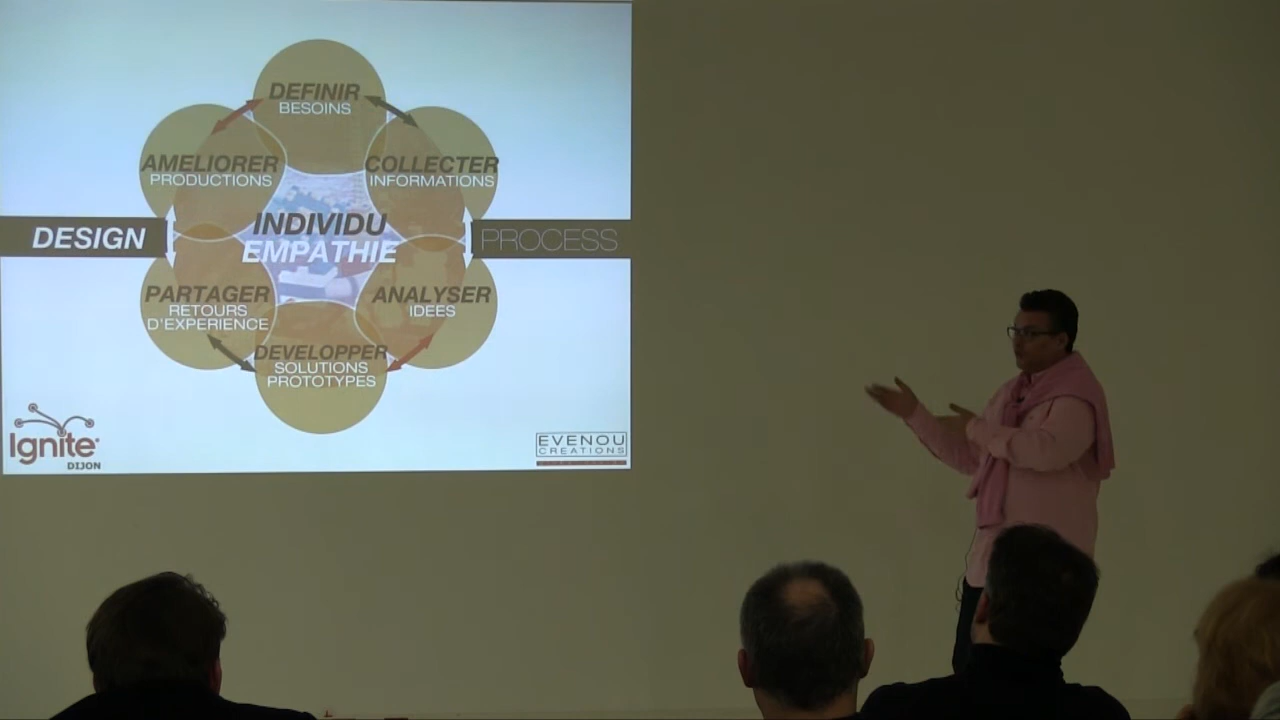 DEFINIR
BESOINS
AMELIORER
PRODUCTIONS
COLLECTER
INFORMATIONS
INDIVIDU
EMPATHIE
DESIGN
PROCESS
PARTAGER
RETOURS
D'EXPERIENCE
ANALYSER
IDEES
DEVELOPPER
SOLUTIONS
PROTOTYPES
Ignite
DIJON
EVENOU
CREATIONS